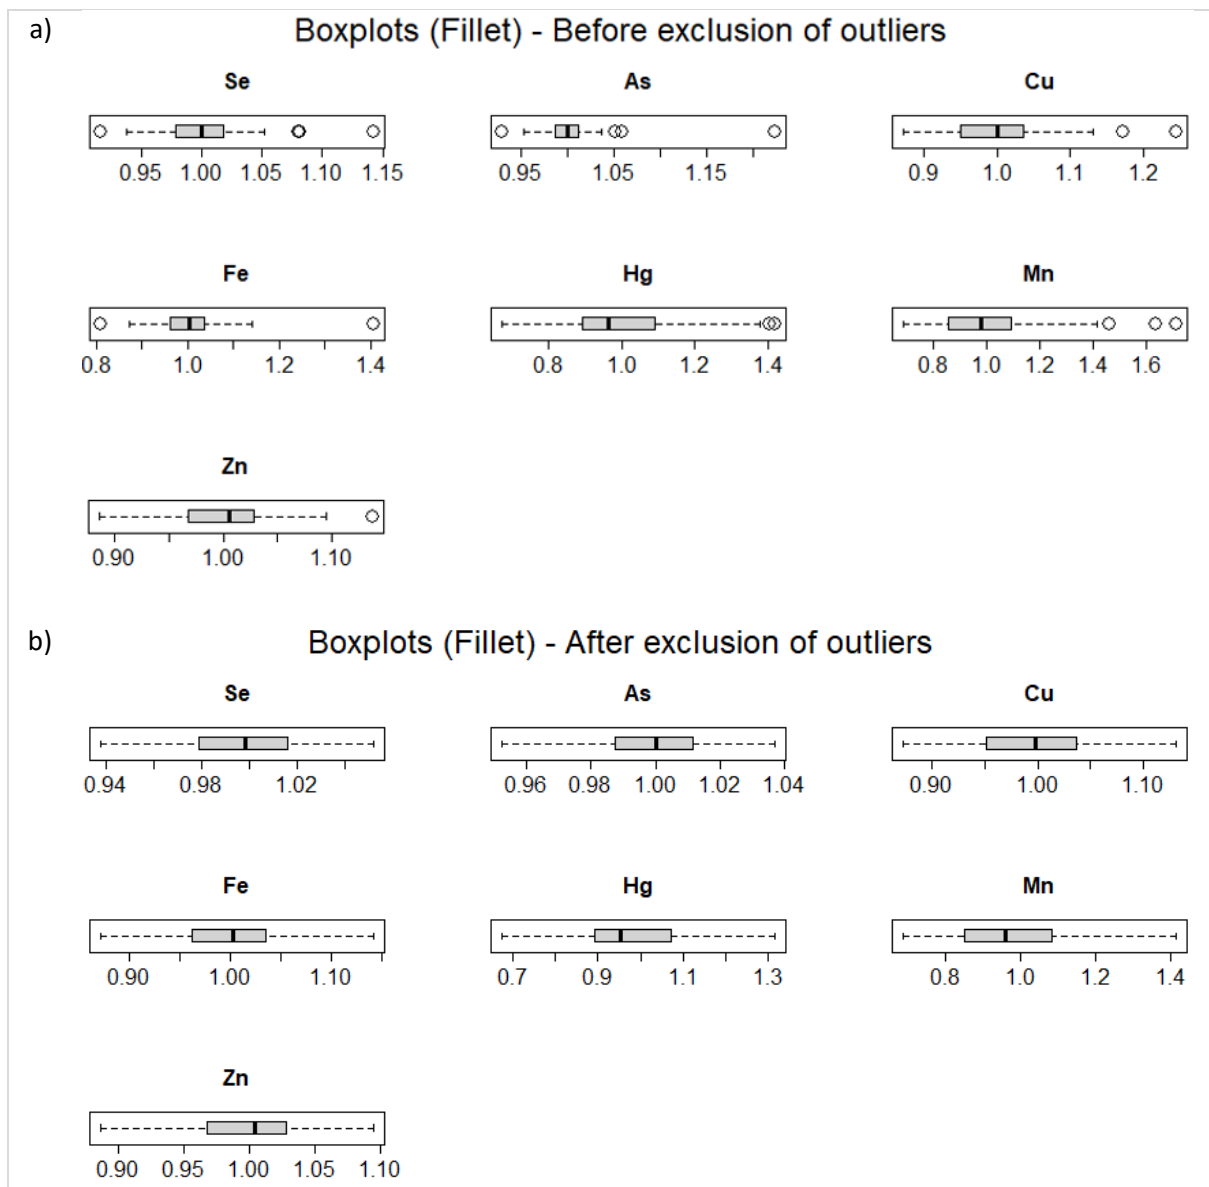 a)
Boxplots (Fillet) - Before exclusion of outliers
Se As Cu
0.95 1.00 1.05 1.10 1.15 0.95 1.05 1.15 0.9 1.0 1.1 1.2
Fe Hg Mn
0.8 1.0 1.2 1.4 0.8 1.0 1.2 1.4 0.8 1.0 1.2 1.4 1.6
Zn
0.90 1.00 1.10
b)
Boxplots (Fillet) - After exclusion of outliers
Se As Cu
0.94 0.98 1.02 0.96 0.98 1.00 1.02 1.04 0.90 1.00 1.10
Fe Hg Mn
0.90 1.00 1.10 0.7 0.9 1.1 1.3 0.8 1.0 1.2 1.4
Zn
0.90 0.95 1.00 1.05 1.10